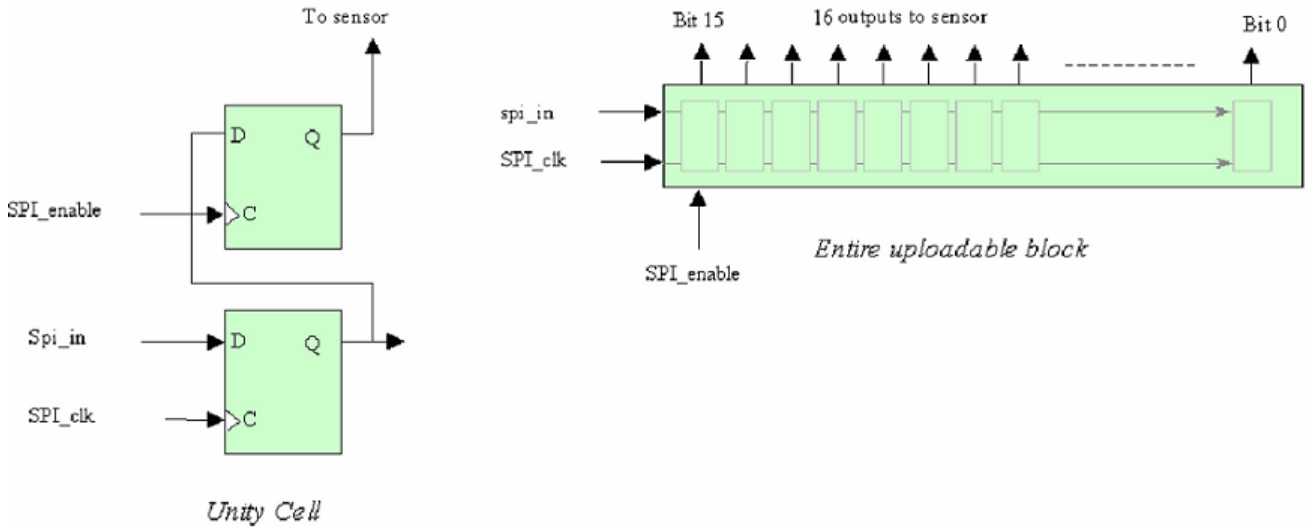 To sensor
D
Q
SPI_enable
C
Spi_in
D
Q
SPI_clk.
C
Unity Cell
Bit 15
16 outputs to sensor
Bit 0
spi_in
SPI_clk
SPI_enable
Entire uploadable block